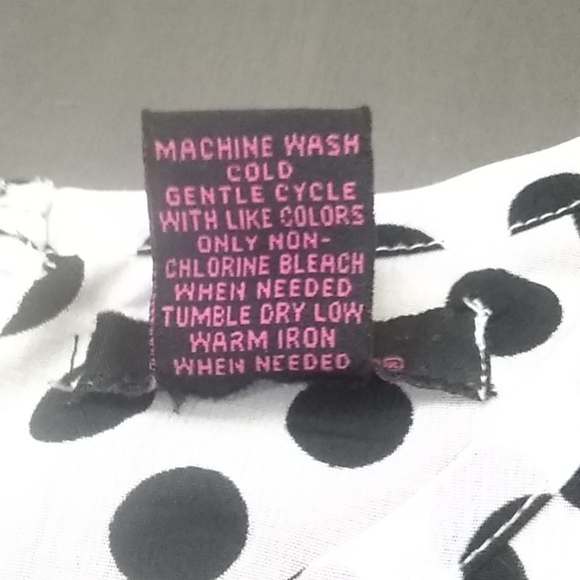 MACHINE WASH
COLD
GENTLE CYCLE
WITH LIKE COLORS
ONLY NON-
CHLORINE BLEACH
WHEN NEEDED
TUMBLE DRY LOW
WARM IRON
WHEN NEEDED
®